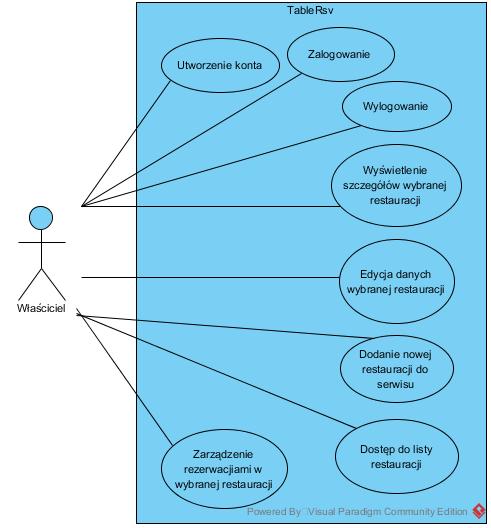 TableRsv
Utworzenie konta
Zalogowanie
Wylogowanie
Wyświetlenie
szczegółów wybranej
restauracji
Właściciel
Edycja danych
wybranej restauracji
Dodanie nowej
restauracji do
serwisu
Zarządzenie
rezerwacjiami w
wybranej restauracji
Dostęp do listy
restauracji
Powered By Visual Paradigm Community Edition